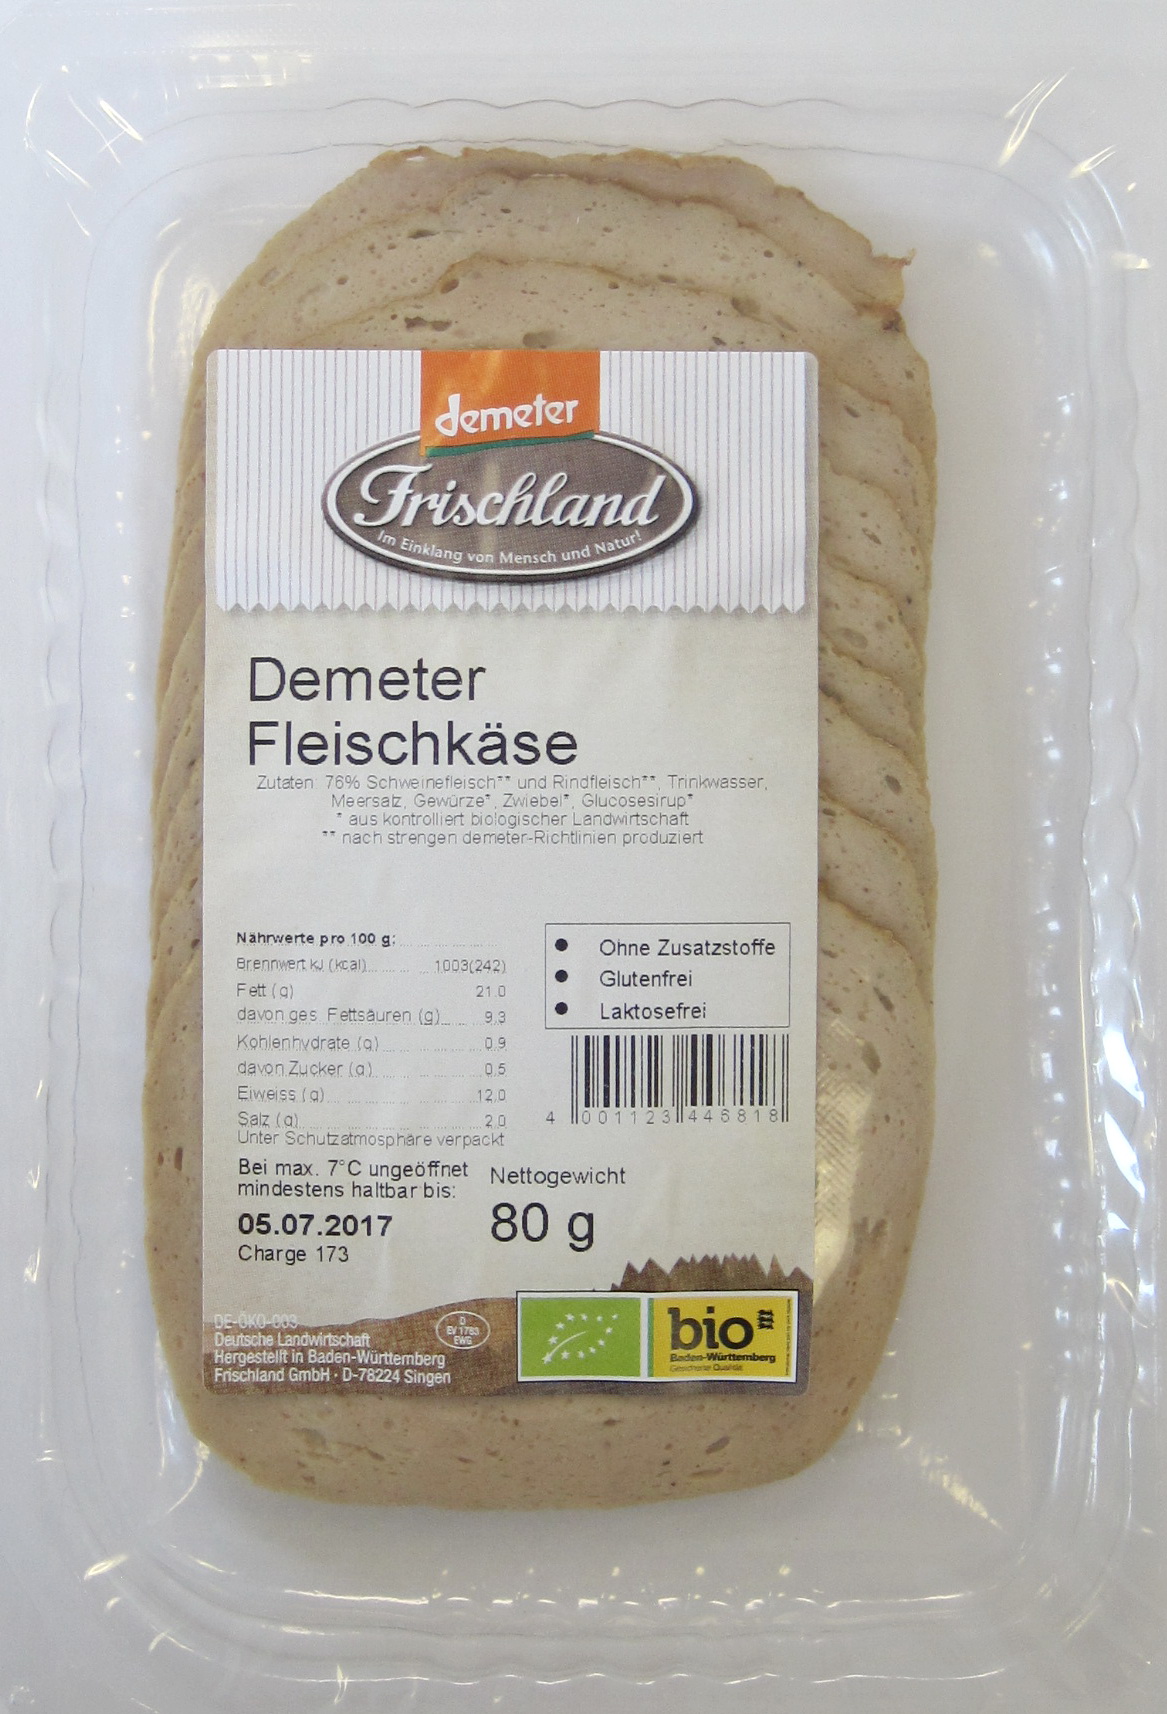 demeter
Frischland
Im Einklang von Mensch und Natur!
Demeter
Fleischkäse
Zutaten: 76% Schweinefleisch** und Rindfleisch**, Trinkwasser,
Meersalz, Gewürze*, Zwiebel*, Glucosesirup*
* aus kontrolliert biologischer Landwirtschaft
** nach strengen demeter-Richtlinien produziert
Nährwerte pro 100 g:
Brennwert kJ (kcal) 1003(242)
Fett (g) 21.0
davon ges. Fettsäuren (g) 9,3
Kohlenhydrate (g) 0,9
davon Zucker (g) 0,5
Eiweiss (g) 12,0
Salz (g) 2,0
Unter Schutzatmosphäre verpackt
• Ohne Zusatzstoffe
• Glutenfrei
• Laktosefrei
4 001123 446818
Bei max. 7°C ungeöffnet
mindestens haltbar bis:
05.07.2017
Charge 173
Nettogewicht
80 g
DE-ÖKO-003
Deutsche Landwirtschaft
Hergestellt in Baden-Württemberg
Frischland GmbH · D-78224 Singen
D
EV 1783
EWG
bio
Baden-Württemberg
Gesicherte Qualität